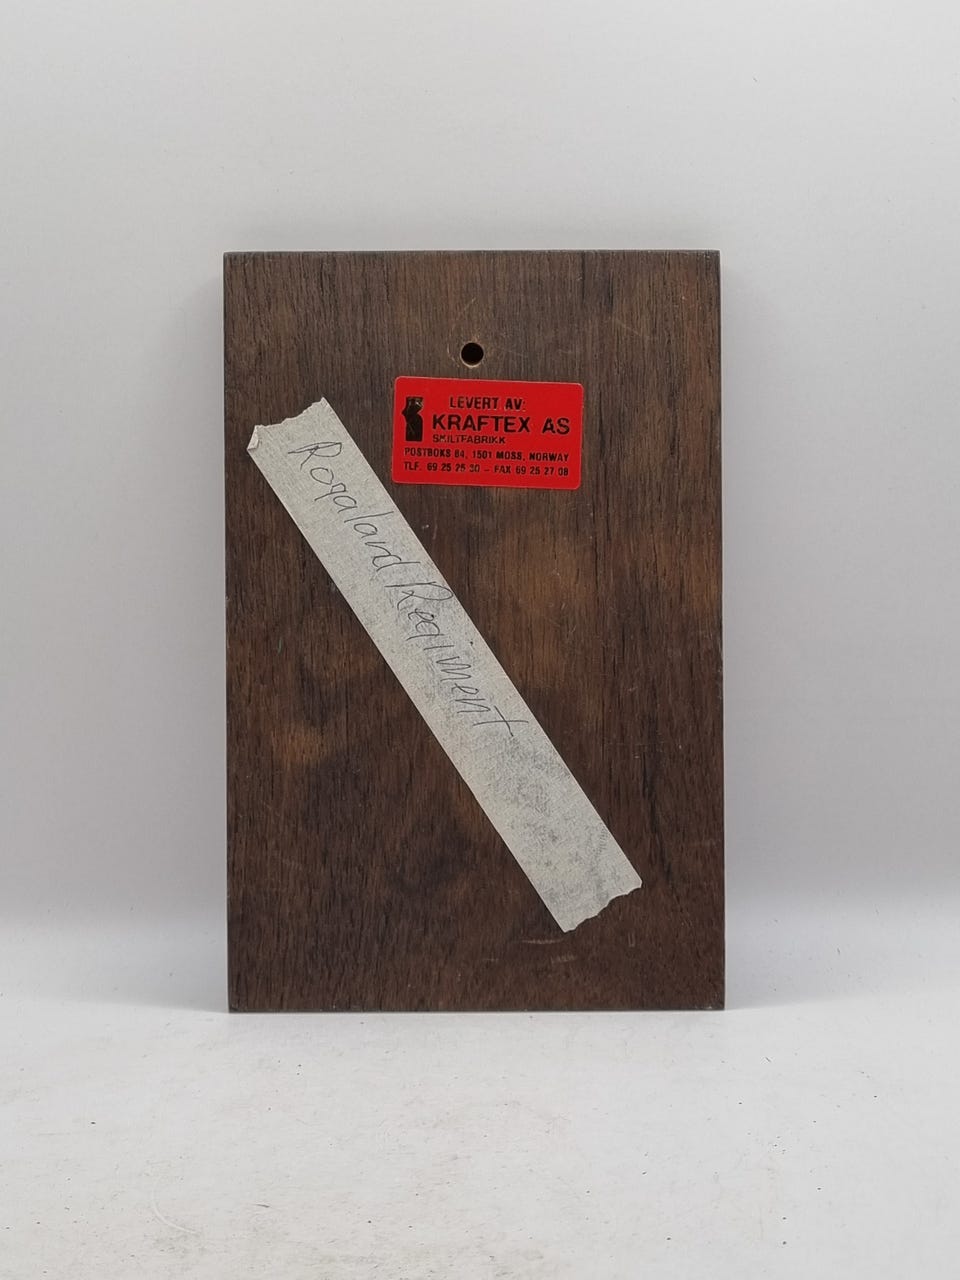 LEVERT AV:
KRAFTEX AS
SKILTFABRIKK
POSTBOKS 64, 1501 MOSS, NORWAY
TLF. 69 25 25 30 – FAX 69 25 27 08
Rogaland Regiment